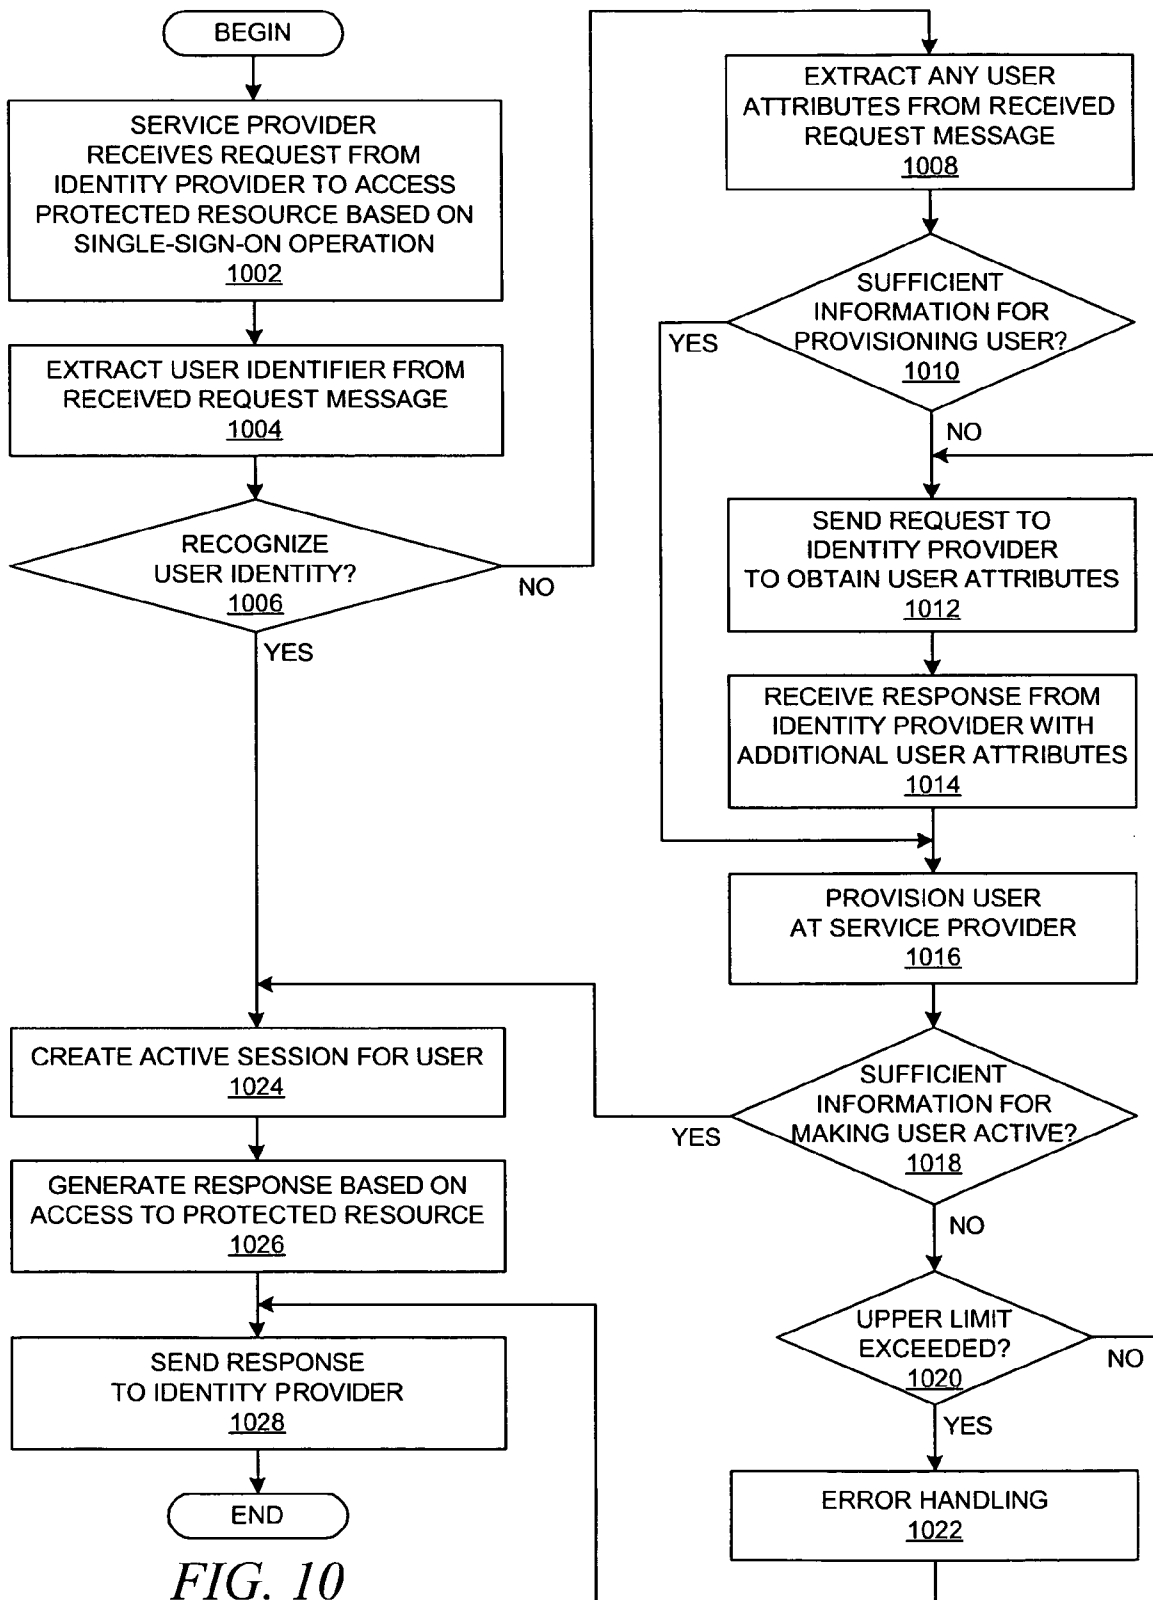 BEGIN
SERVICE PROVIDER
RECEIVES REQUEST FROM
IDENTITY PROVIDER TO ACCESS
PROTECTED RESOURCE BASED ON
SINGLE-SIGN-ON OPERATION
1002
EXTRACT USER IDENTIFIER FROM
RECEIVED REQUEST MESSAGE
1004
RECOGNIZE
USER IDENTITY?
1006
NO
YES
EXTRACT ANY USER
ATTRIBUTES FROM RECEIVED
REQUEST MESSAGE
1008
SUFFICIENT
INFORMATION FOR
PROVISIONING USER?
1010
YES
NO
SEND REQUEST TO
IDENTITY PROVIDER
TO OBTAIN USER ATTRIBUTES
1012
RECEIVE RESPONSE FROM
IDENTITY PROVIDER WITH
ADDITIONAL USER ATTRIBUTES
1014
PROVISION USER
AT SERVICE PROVIDER
1016
SUFFICIENT
INFORMATION FOR
MAKING USER ACTIVE?
1018
YES
NO
UPPER LIMIT
EXCEEDED?
1020
NO
YES
ERROR HANDLING
1022
CREATE ACTIVE SESSION FOR USER
1024
GENERATE RESPONSE BASED ON
ACCESS TO PROTECTED RESOURCE
1026
SEND RESPONSE
TO IDENTITY PROVIDER
1028
END
FIG. 10